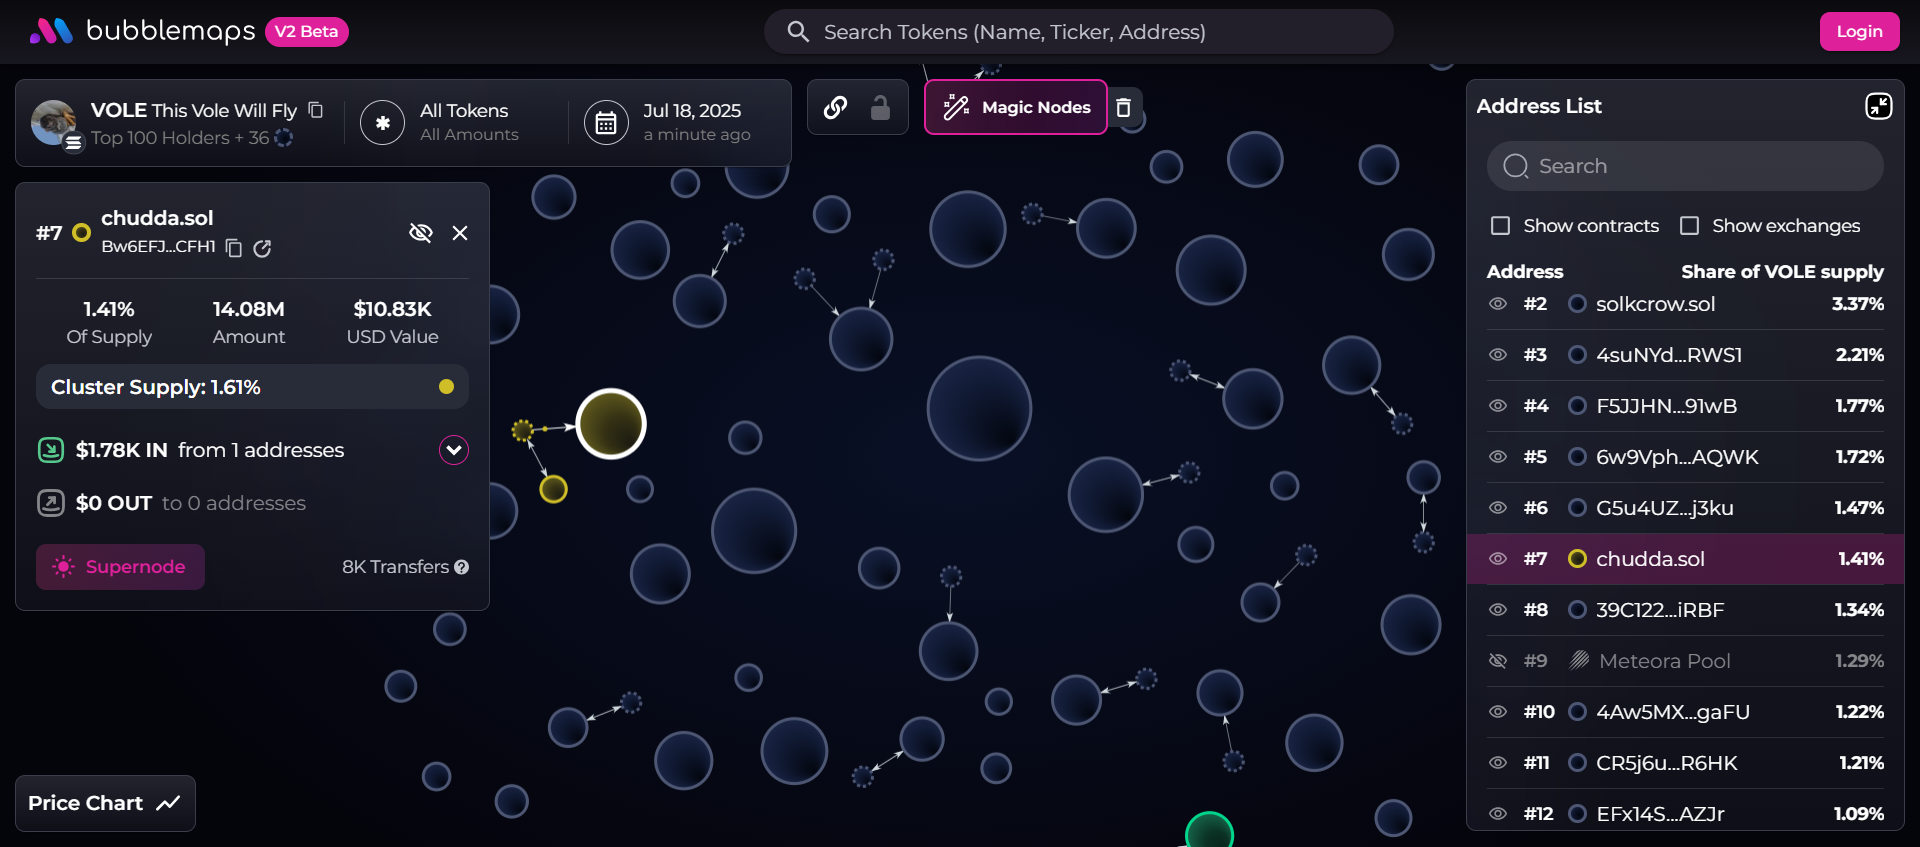 bubblemaps V2 Beta
Search Tokens (Name, Ticker, Address)
Login
VOLE This Vole Will Fly
Top 100 Holders + 36
All Tokens
All Amounts
Jul 18, 2025
a minute ago
Magic Nodes
#7
chudda.sol
Bw6EFJ...CFH1
1.41%
Of Supply
14.08M
Amount
$10.83K
USD Value
Cluster Supply: 1.61%
$1.78K IN from 1 addresses
$0 OUT to 0 addresses
Supernode
8K Transfers
Price Chart
Address List
Search
Show contracts Show exchanges
Address Share of VOLE supply
#2 solkcrow.sol 3.37%
#3 4suNYd...RWS1 2.21%
#4 F5JJHN...91wB 1.77%
#5 6w9Vph...AQWK 1.72%
#6 G5u4UZ...j3ku 1.47%
#7 chudda.sol 1.41%
#8 39C122...iRBF 1.34%
#9 Meteora Pool 1.29%
#10 4Aw5MX...gaFU 1.22%
#11 CR5j6u...R6HK 1.21%
#12 EFx14S...AZJr 1.09%